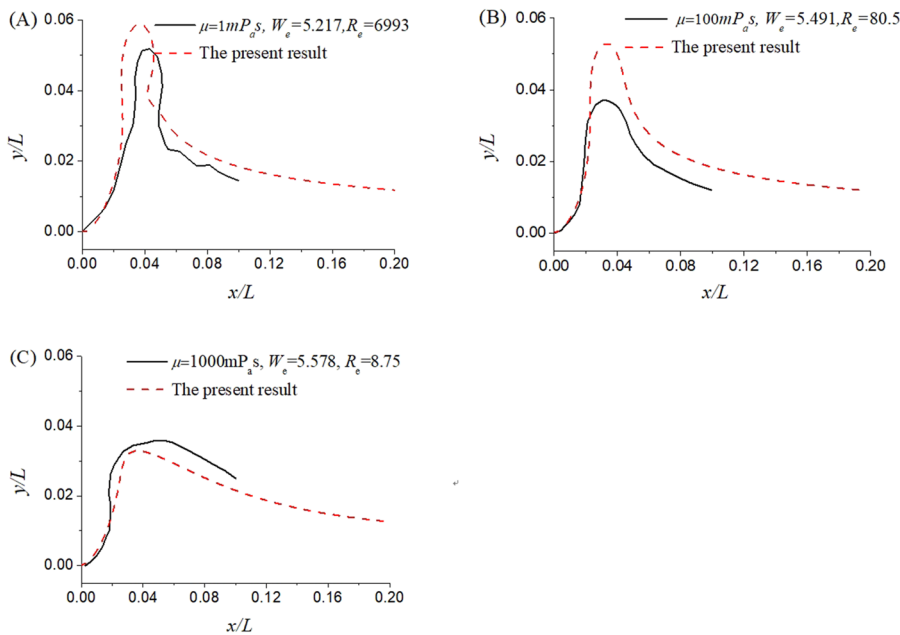 (A)
μ=1mPas, We=5.217,Re=6993
The present result
0.06
0.04
0.02
0.00
y/L
0.00 0.04 0.08 0.12 0.16 0.20
x/L
(B)
μ=100mPas, We=5.491,Re=80.5
The present result
0.06
0.04
0.02
0.00
y/L
0.00 0.04 0.08 0.12 0.16 0.20
x/L
(C)
μ=1000mPas, We=5.578, Re=8.75
The present result
0.06
0.04
0.02
0.00
y/L
0.00 0.04 0.08 0.12 0.16 0.20
x/L